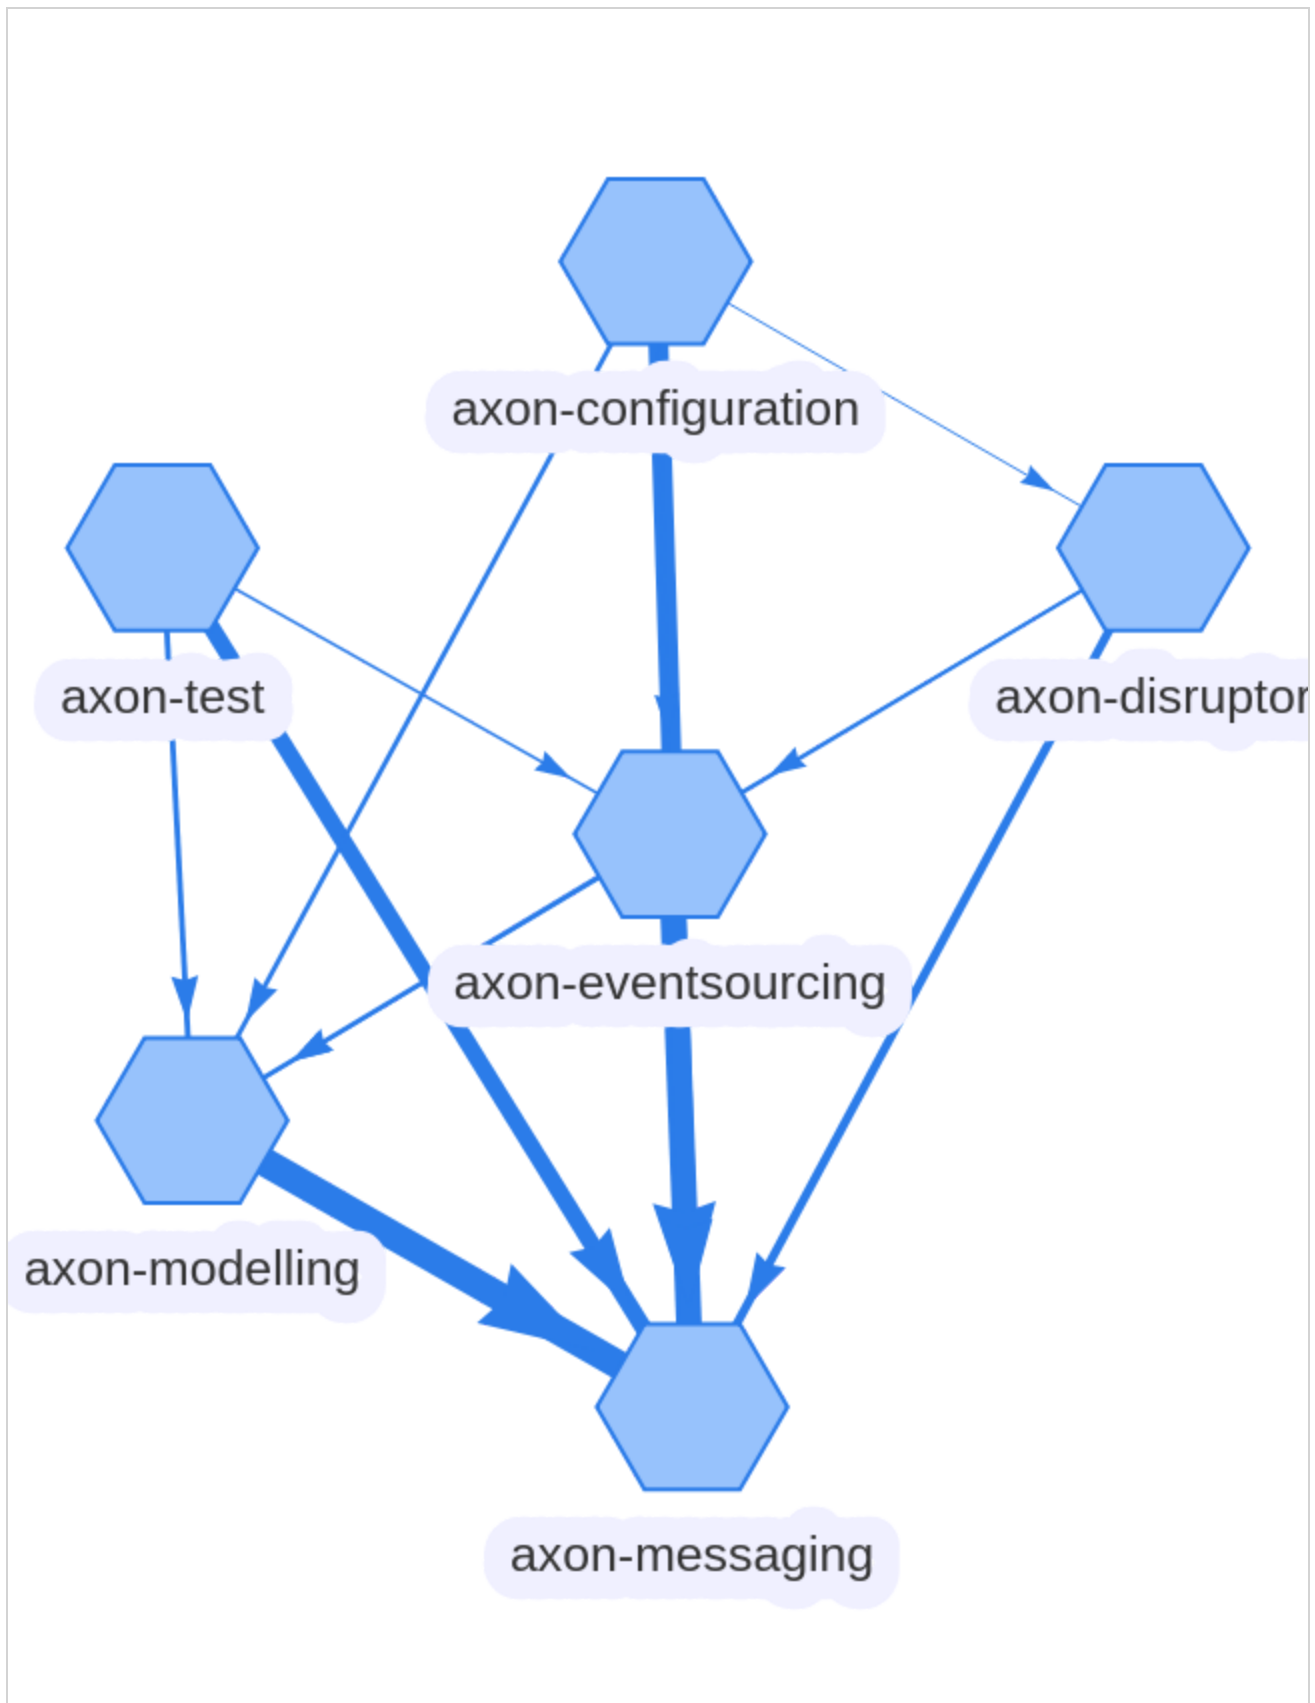 axon-configuration
axon-test
axon-disruptor
axon-eventsourcing
axon-modelling
axon-messaging